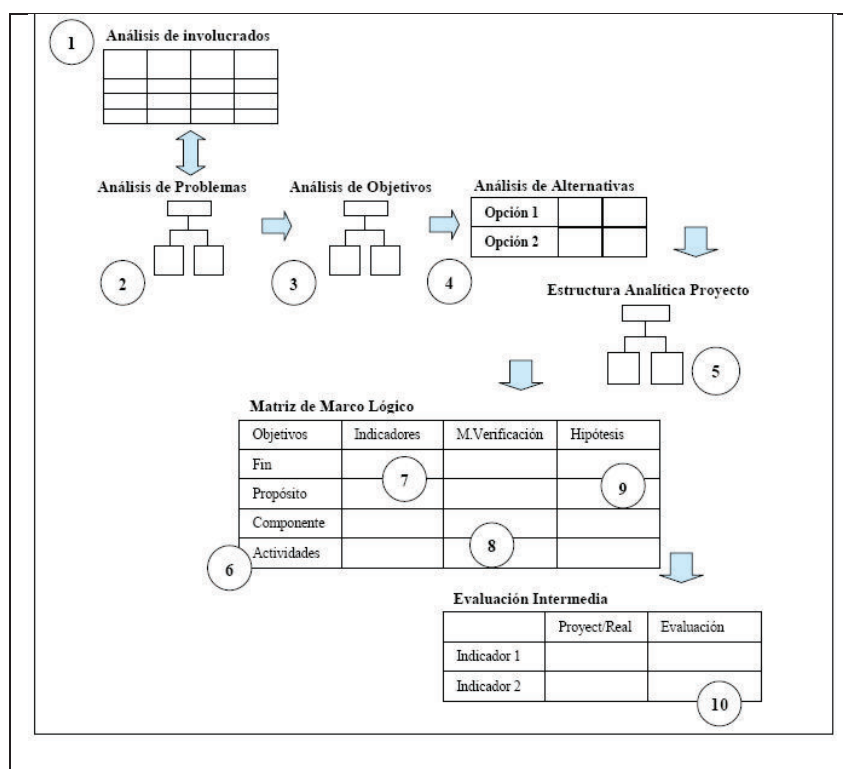 1
Análisis de involucrados
Análisis de Problemas
Análisis de Objetivos
Análisis de Alternativas
Opción 1
Opción 2
2
3
4
Estructura Analítica Proyecto
5
Matriz de Marco Lógico
Objetivos Indicadores M.Verificación Hipótesis
Fin
7
9
Propósito
Componente
8
Actividades
6
Evaluación Intermedia
Proyect/Real Evaluación
Indicador 1
Indicador 2
10